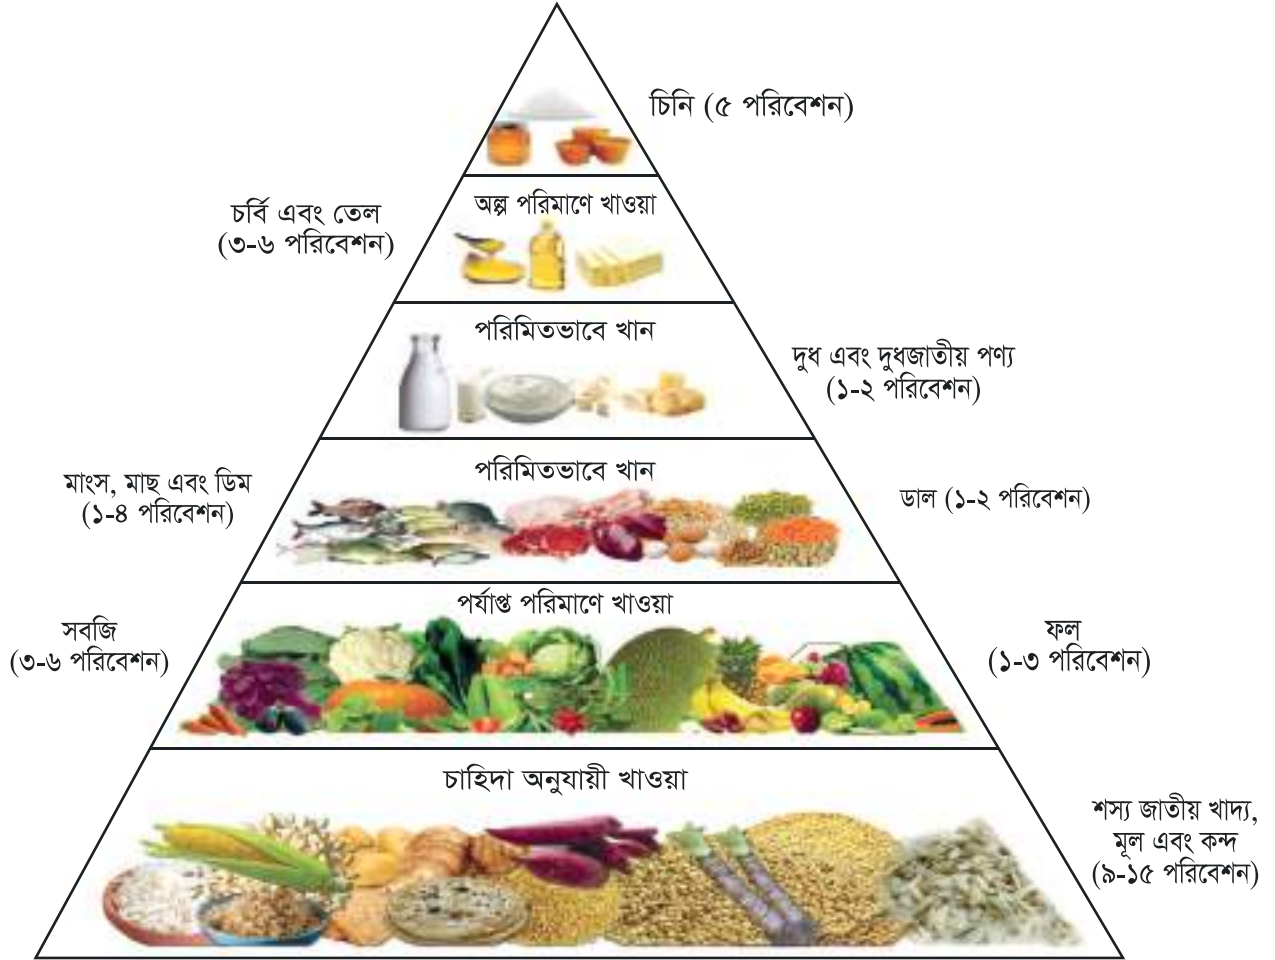 চিনি (৫ পরিবেশন)
অল্প পরিমাণে খাওয়া
চর্বি এবং তেল
(৩-৬ পরিবেশন)
পরিমিতভাবে খান
দুধ এবং দুধজাতীয় পণ্য
(১-২ পরিবেশন)
পরিমিতভাবে খান
মাংস, মাছ এবং ডিম
(১-৪ পরিবেশন)
ডাল (১-২ পরিবেশন)
পর্যাপ্ত পরিমাণে খাওয়া
সবজি
(৩-৬ পরিবেশন)
ফল
(১-৩ পরিবেশন)
চাহিদা অনুযায়ী খাওয়া
শস্য জাতীয় খাদ্য,
মূল এবং কন্দ
(৯-১৫ পরিবেশন)